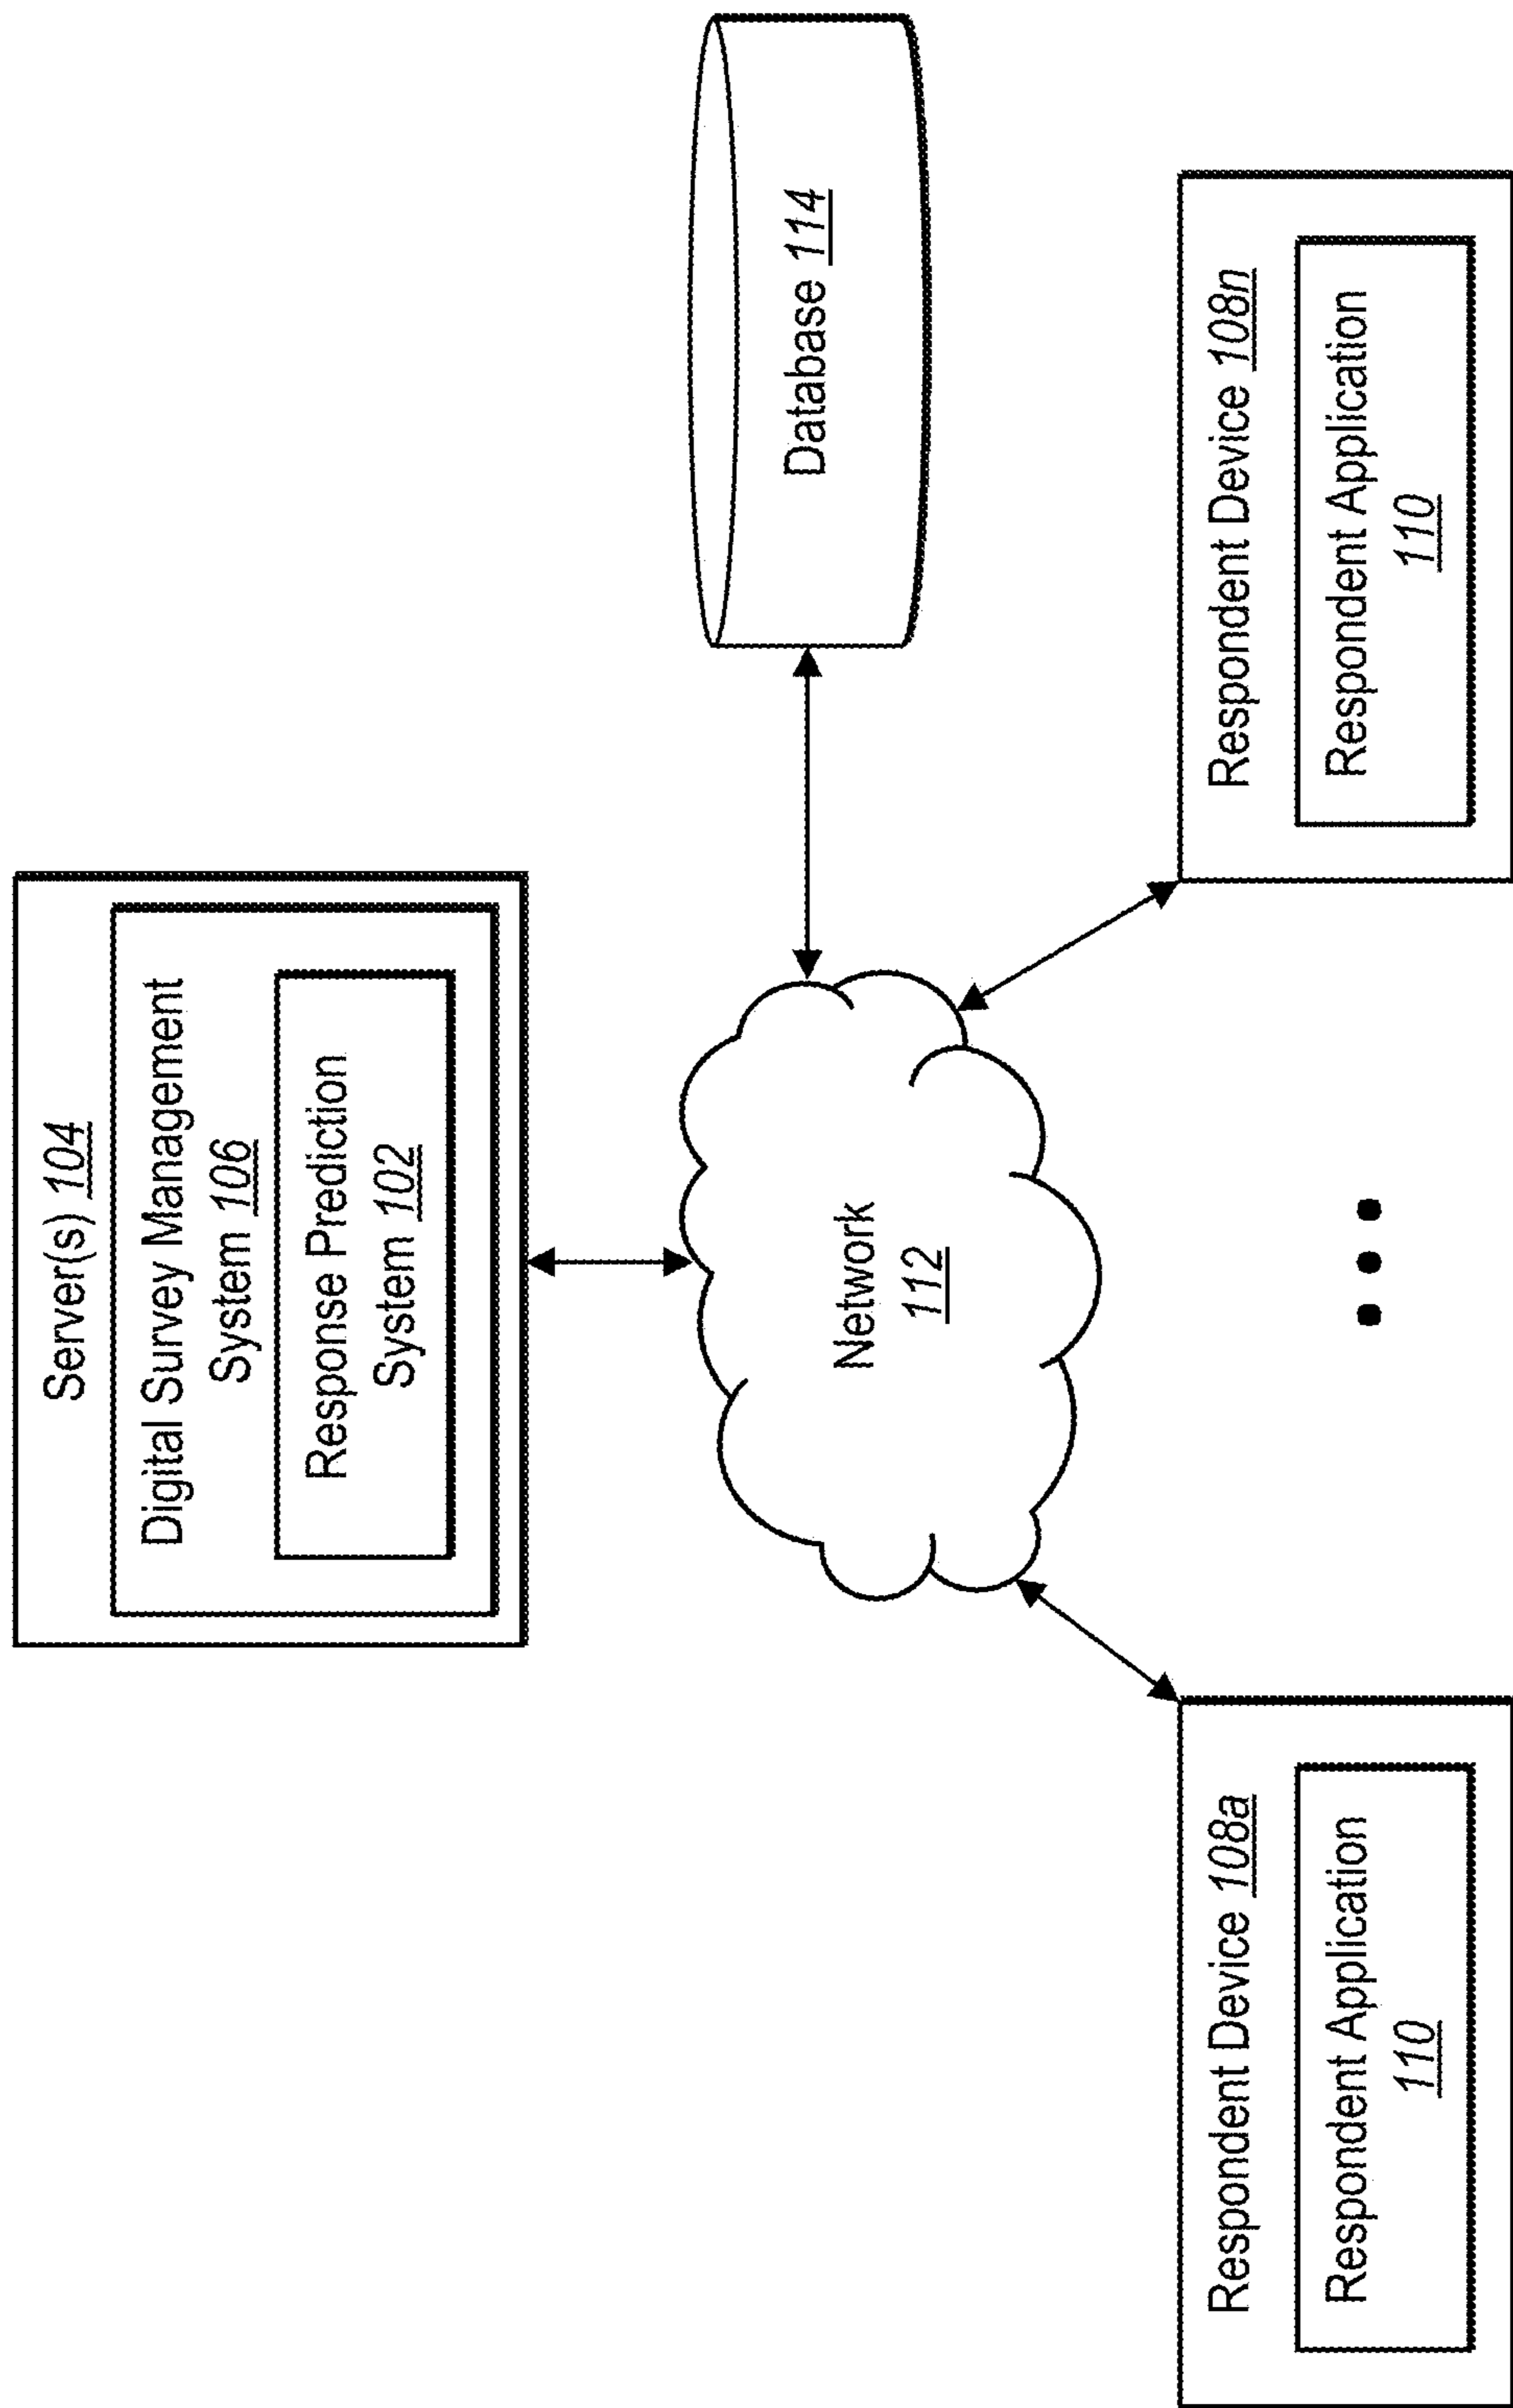 Server(s) 104
Digital Survey Management
System 106
Response Prediction
System 102
Network
112
Database 114
Respondent Device 108a
Respondent Application
110
Respondent Device 108n
Respondent Application
110